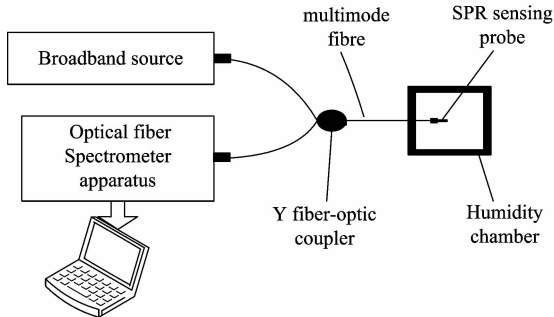 multimode
fibre
SPR sensing
probe
Broadband source
Optical fiber
Spectrometer
apparatus
Y fiber-optic
coupler
Humidity
chamber